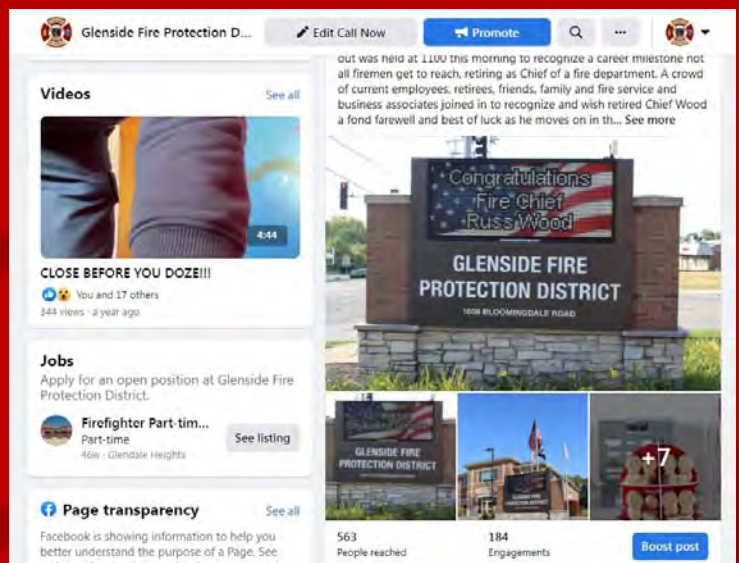 Glenside Fire Protection D...
Edit Call Now
Promote
Videos
See all
4:44
CLOSE BEFORE YOU DOZE!!!
You and 17 others
344 views · a year ago
Jobs
Apply for an open position at Glenside Fire
Protection District.
Firefighter Part-tim...
Part-time
46w · Glendale Heights
See listing
Page transparency
See all
Facebook is showing information to help you
better understand the purpose of a Page. See
out was held at 1100 this morning to recognize a career milestone not
all firemen get to reach, retiring as Chief of a fire department. A crowd
of current employees, retirees, friends, family and fire service and
business associates joined in to recognize and wish retired Chief Wood
a fond farewell and best of luck as he moves on in th... See more
Congratulations
Fire Chief
Russ Wood
GLENSIDE FIRE
PROTECTION DISTRICT
1608 BLOOMINGDALE ROAD
GLENSIDE FIRE
PROTECTION DISTRICT
+7
563
People reached
184
Engagements
Boost post